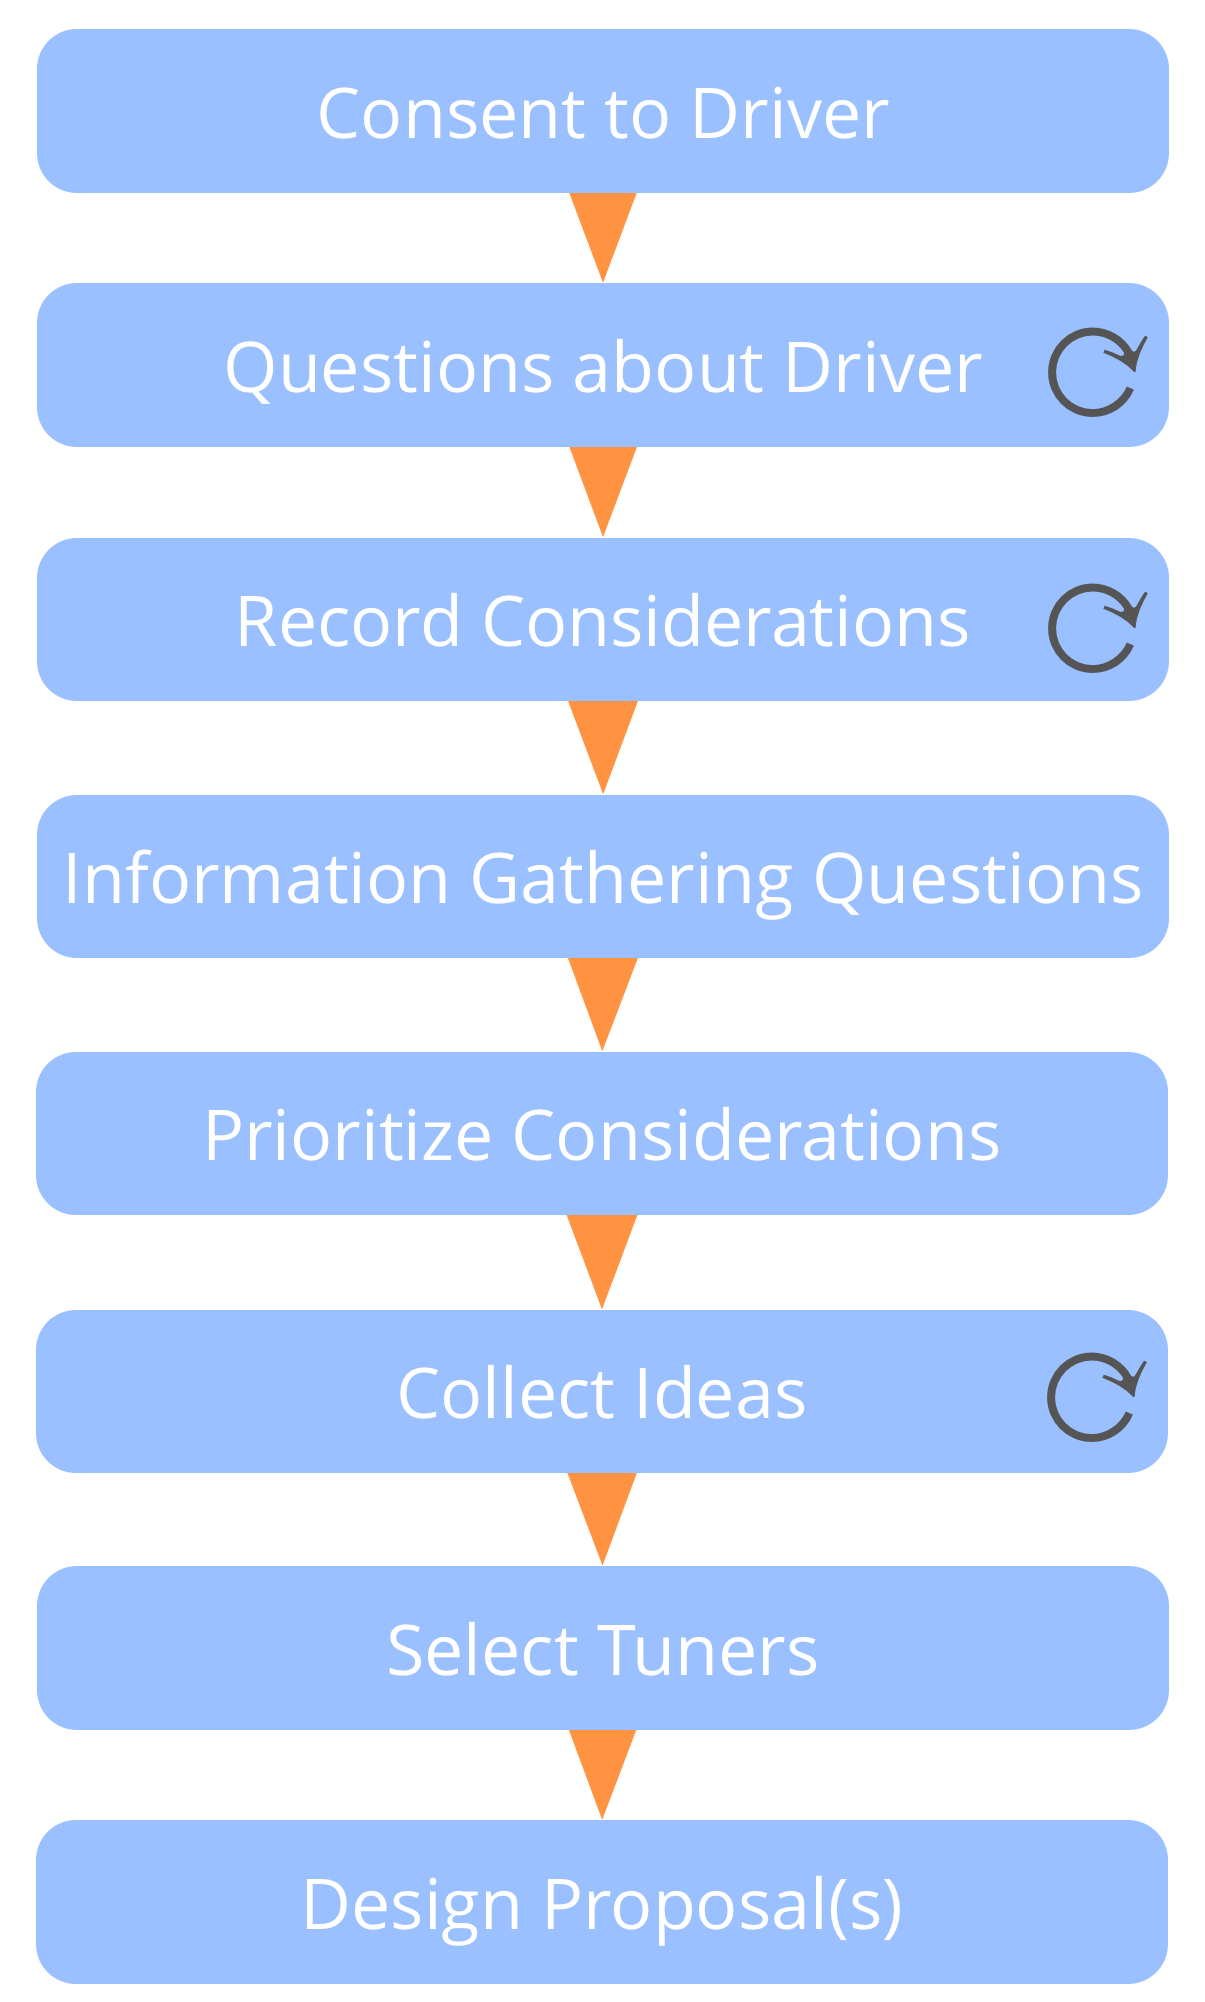 Consent to Driver
Questions about Driver
Record Considerations
Information Gathering Questions
Prioritize Considerations
Collect Ideas
Select Tuners
Design Proposal(s)